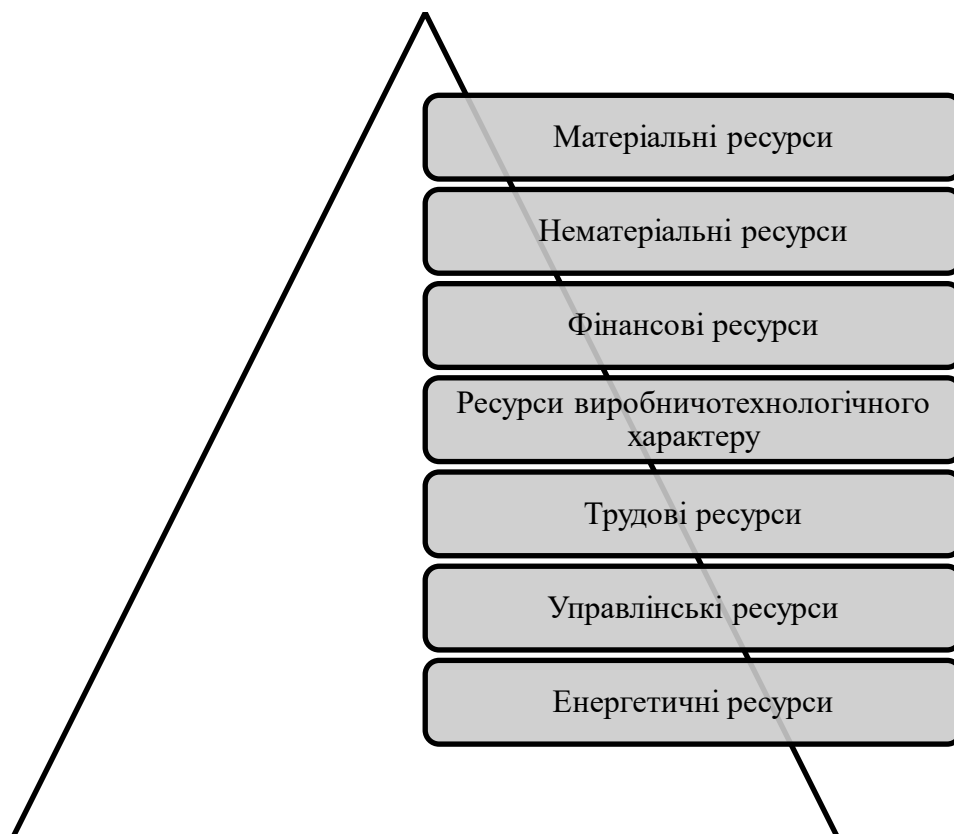 Матеріальні ресурси
Нематеріальні ресурси
Фінансові ресурси
Ресурси виробничотехнологічного
характеру
Трудові ресурси
Управлінські ресурси
Енергетичні ресурси